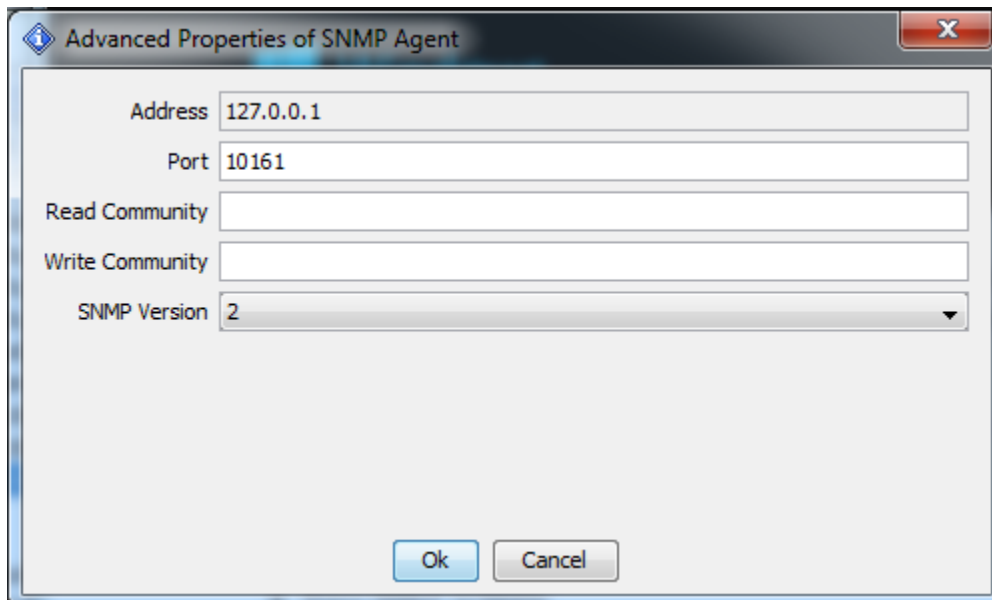 Advanced Properties of SNMP Agent
Address 127.0.0.1
Port 10161
Read Community
Write Community
SNMP Version 2
Ok Cancel